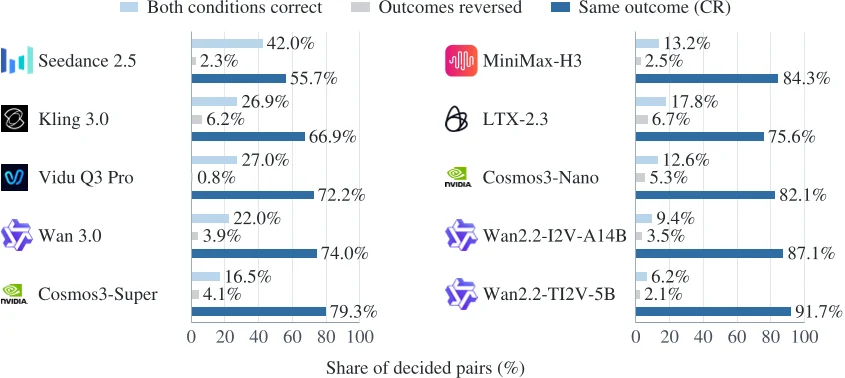 Both conditions correct Outcomes reversed Same outcome (CR)
Seedance 2.5
42.0%
2.3%
55.7%
Kling 3.0
26.9%
6.2%
66.9%
Vidu Q3 Pro
27.0%
0.8%
72.2%
Wan 3.0
22.0%
3.9%
74.0%
NVIDIA.
Cosmos3-Super
16.5%
4.1%
79.3%
0 20 40 60 80 100
MiniMax-H3
13.2%
2.5%
84.3%
LTX-2.3
17.8%
6.7%
75.6%
NVIDIA.
Cosmos3-Nano
12.6%
5.3%
82.1%
Wan2.2-I2V-A14B
9.4%
3.5%
87.1%
Wan2.2-TI2V-5B
6.2%
2.1%
91.7%
0 20 40 60 80 100
Share of decided pairs (%)